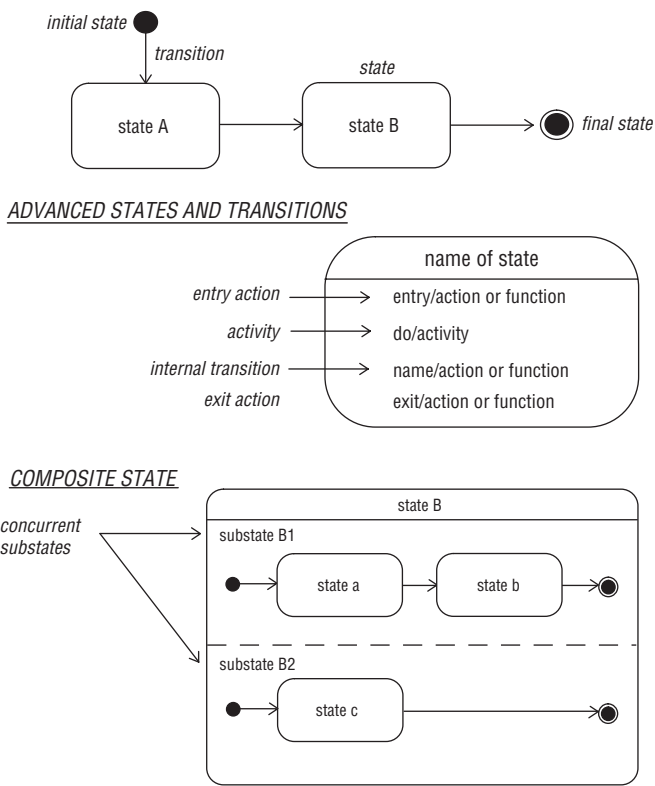 initial state
transition
state
state A
state B
final state
ADVANCED STATES AND TRANSITIONS
name of state
entry action
entry/action or function
activity
do/activity
internal transition
name/action or function
exit action
exit/action or function
COMPOSITE STATE
state B
concurrent
substates
substate B1
state a
state b
substate B2
state c